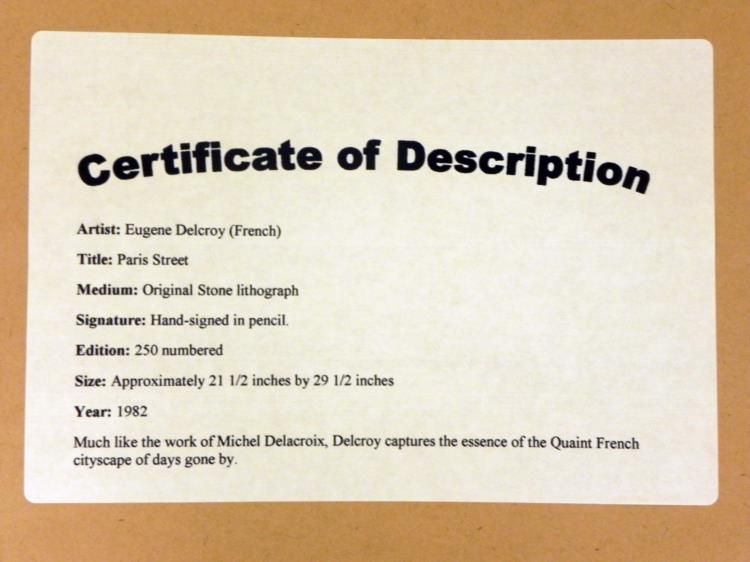 Certificate of Description
Artist: Eugene Delcroy (French)
Title: Paris Street
Medium: Original Stone lithograph
Signature: Hand-signed in pencil.
Edition: 250 numbered
Size: Approximately 21 1/2 inches by 29 1/2 inches
Year: 1982
Much like the work of Michel Delacroix, Delcroy captures the essence of the Quaint French
cityscape of days gone by.